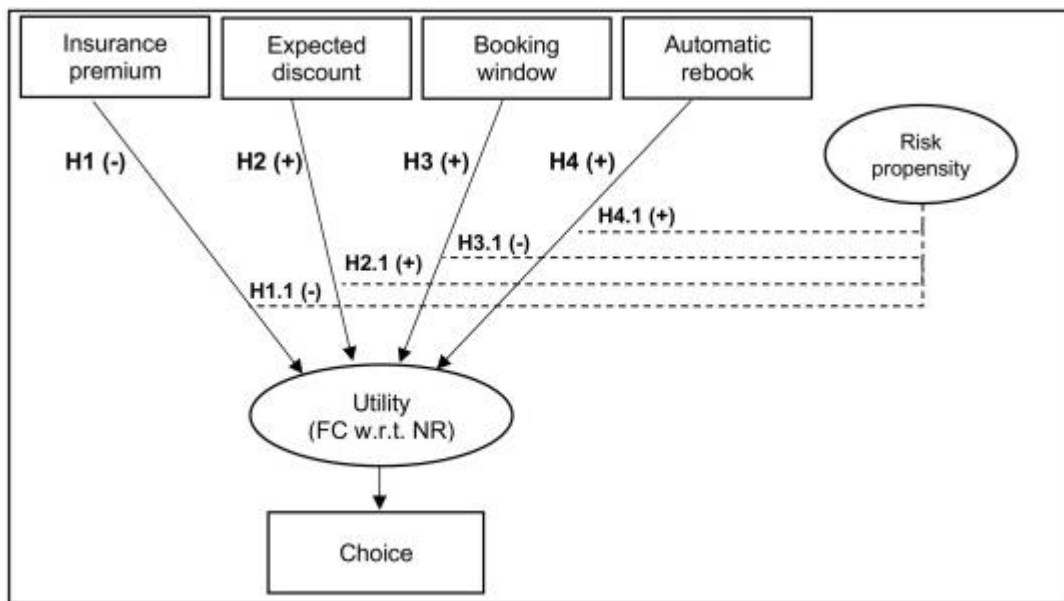 Insurance
premium
Expected
discount
Booking
window
Automatic
rebook
H1 (-)
H2 (+)
H3 (+)
H4 (+)
Risk
propensity
H4.1 (+)
H3.1 (-)
H2.1 (+)
H1.1 (-)
Utility
(FC w.r.t. NR)
Choice